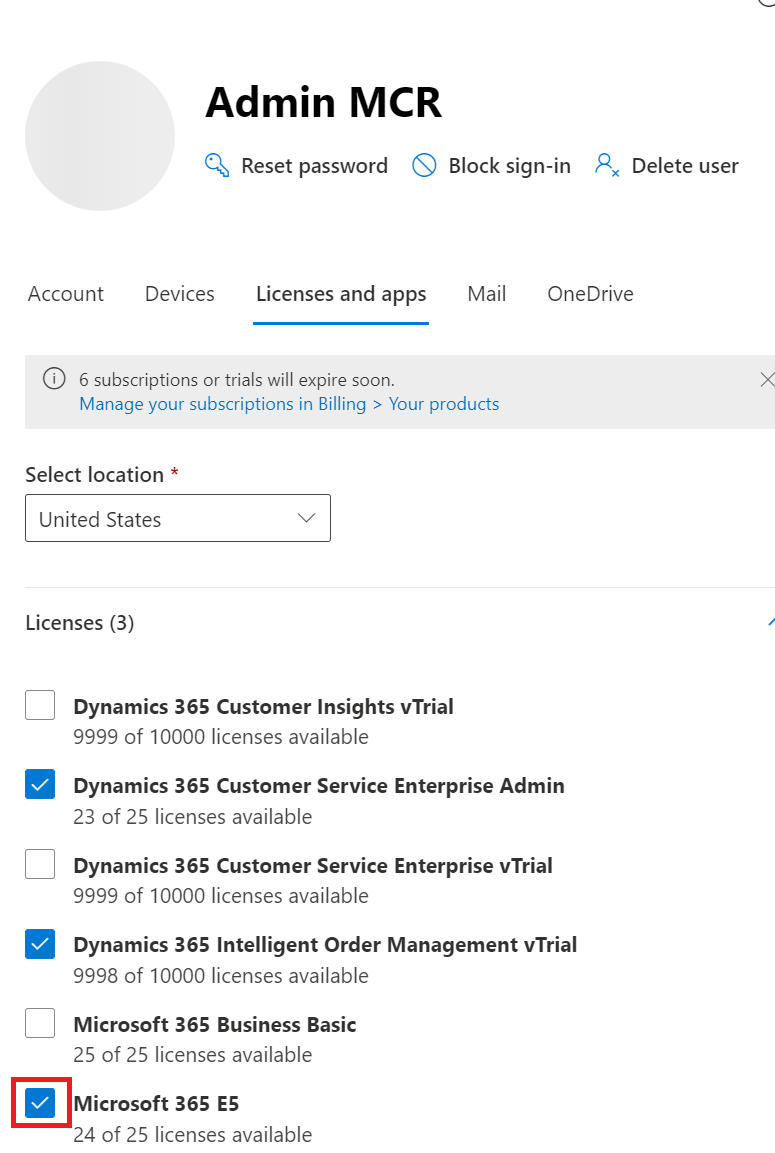 Admin MCR
Reset password
Block sign-in
Delete user
Account
Devices
Licenses and apps
Mail
OneDrive
6 subscriptions or trials will expire soon.
Manage your subscriptions in Billing > Your products
Select location *
United States
Licenses (3)
Dynamics 365 Customer Insights vTrial
9999 of 10000 licenses available
Dynamics 365 Customer Service Enterprise Admin
23 of 25 licenses available
Dynamics 365 Customer Service Enterprise vTrial
9999 of 10000 licenses available
Dynamics 365 Intelligent Order Management vTrial
9998 of 10000 licenses available
Microsoft 365 Business Basic
25 of 25 licenses available
Microsoft 365 E5
24 of 25 licenses available